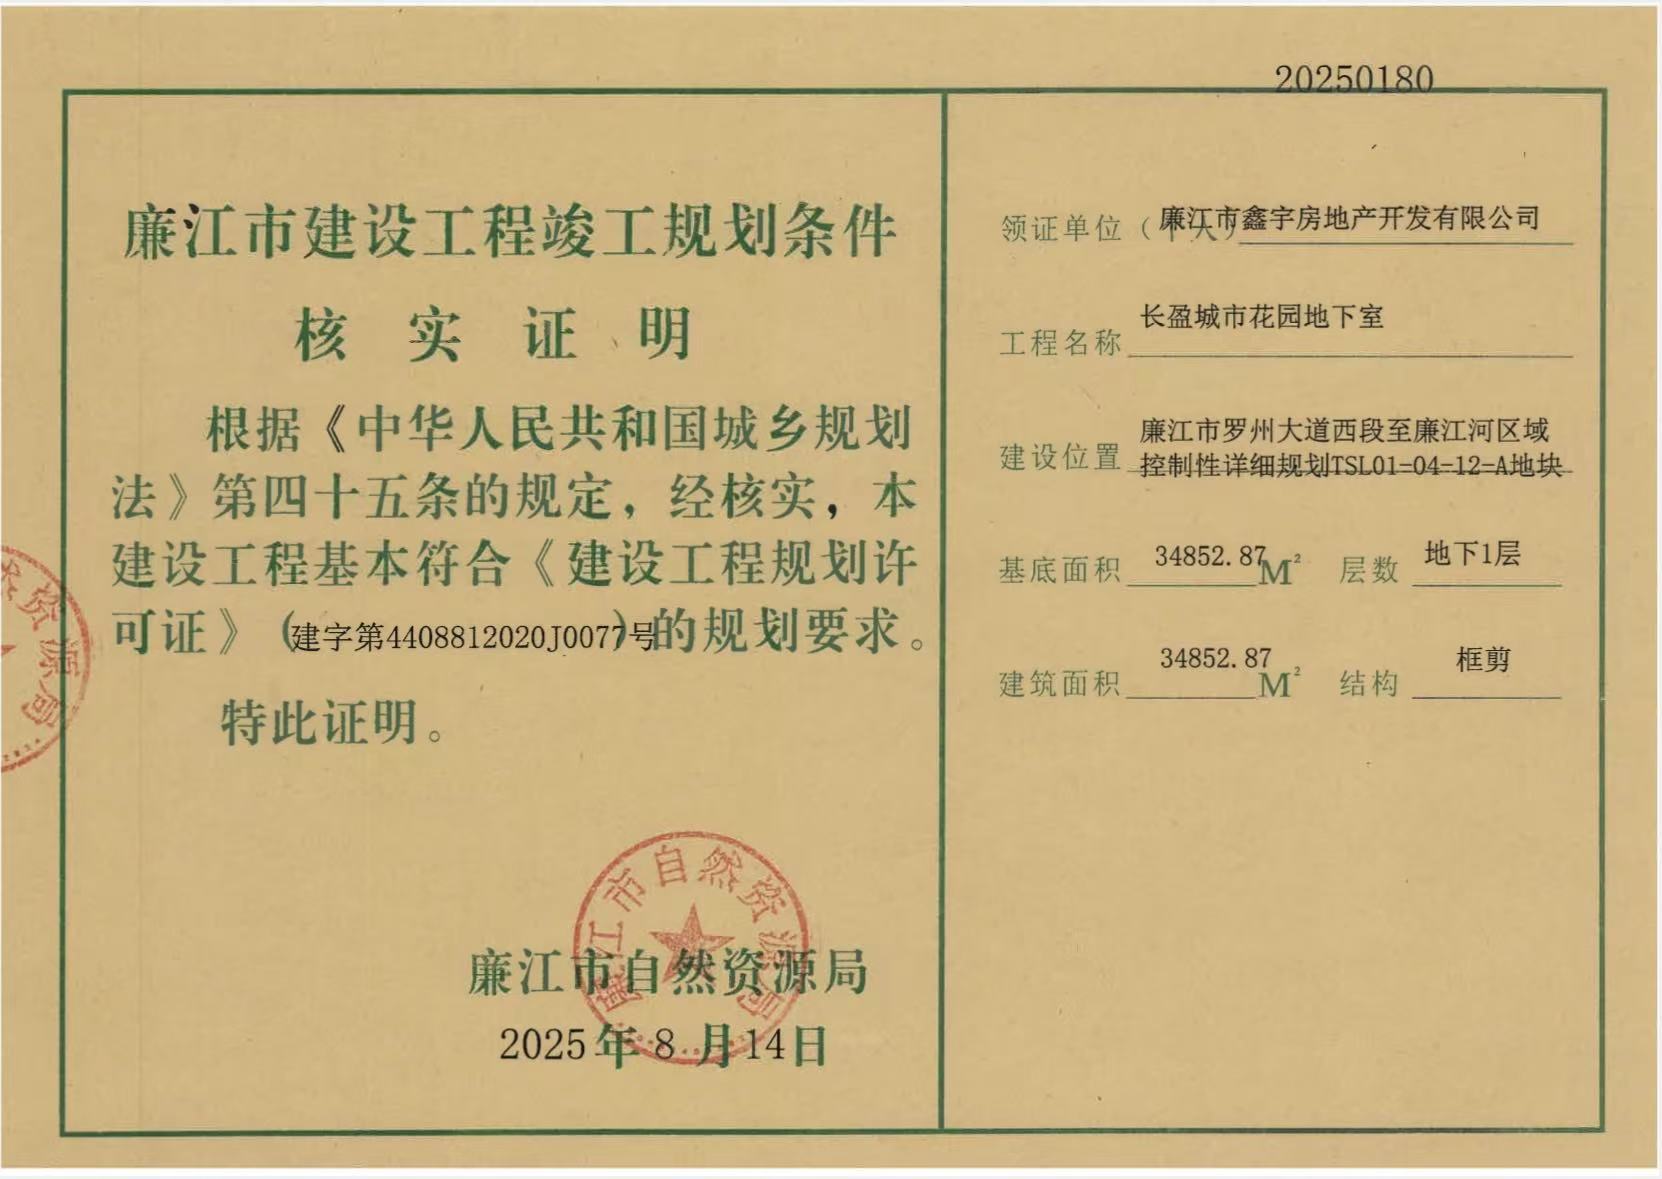 20250180
廉江市建设工程竣工规划条件
核实证明
根据《中华人民共和国城乡规划
法》第四十五条的规定，经核实，本
建设工程基本符合《建设工程规划许
可证》（建字第4408812020J0077号）的规划要求。
特此证明。
廉江市自然资源局
2025年8月14日
廉江市自然资源局
然资源局
领证单位（个人）廉江市鑫宇房地产开发有限公司
工程名称 长盈城市花园地下室
建设位置 廉江市罗州大道西段至廉江河区域
控制性详细规划TSL01-04-12-A地块
基底面积 34852.87 M² 层数 地下1层
建筑面积 34852.87 M² 结构 框剪